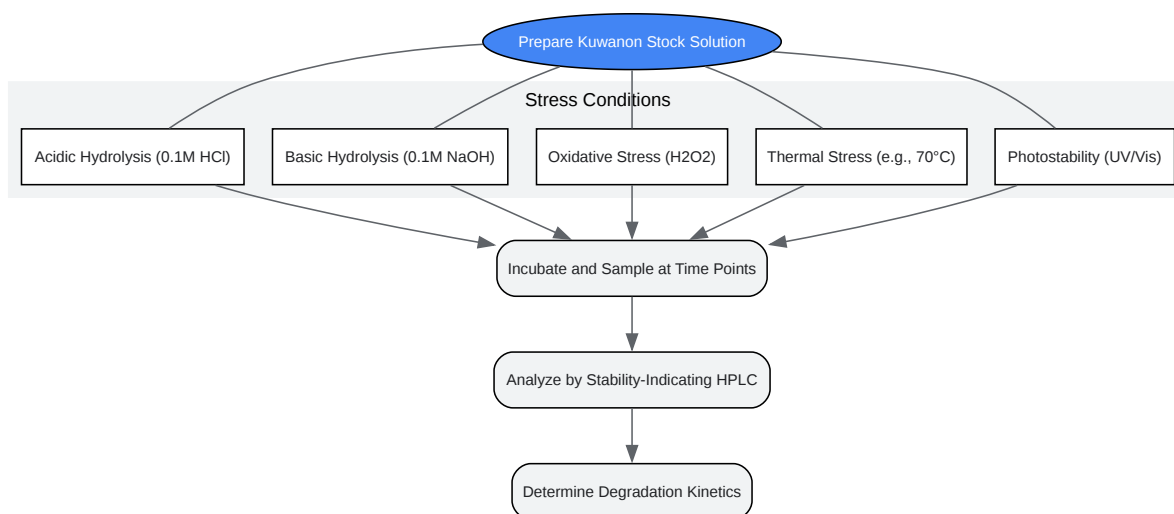 Prepare Kuwanon Stock Solution
Stress Conditions
Acidic Hydrolysis (0.1M HCl)
Basic Hydrolysis (0.1M NaOH)
Oxidative Stress (H2O2)
Thermal Stress (e.g., 70°C)
Photostability (UV/Vis)
Incubate and Sample at Time Points
Analyze by Stability-Indicating HPLC
Determine Degradation Kinetics